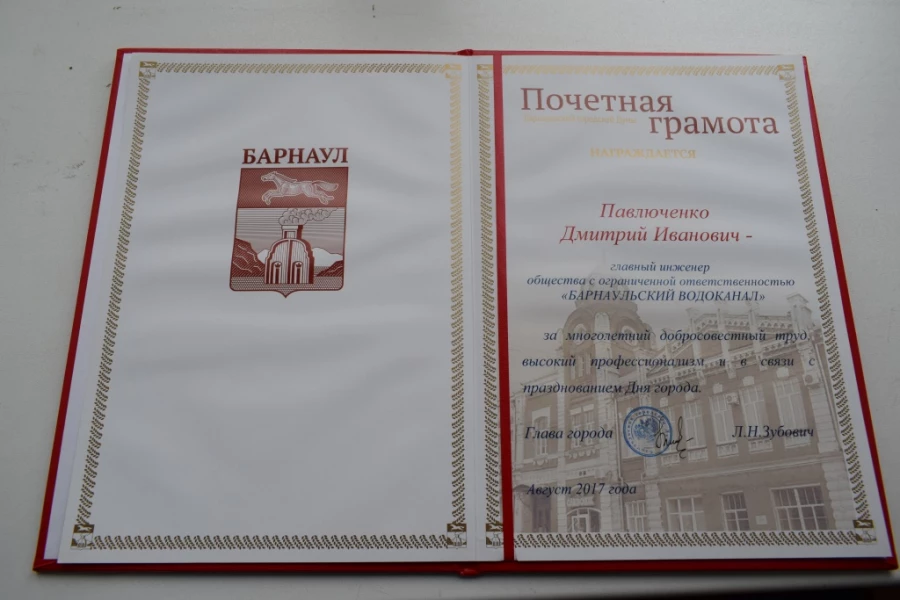 БАРНАУЛ
Почетная
грамота
НАГРАЖДАЕТСЯ
Павлюченко
Дмитрий Иванович -
главный инженер
общества с ограниченной ответственностью
«БАРНАУЛЬСКИЙ ВОДОКАНАЛ»
за многолетний добросовестный труд,
высокий профессионализм и в связи с
празднованием Дня города.
Глава города Л.Н.Зубович
Август 2017 года